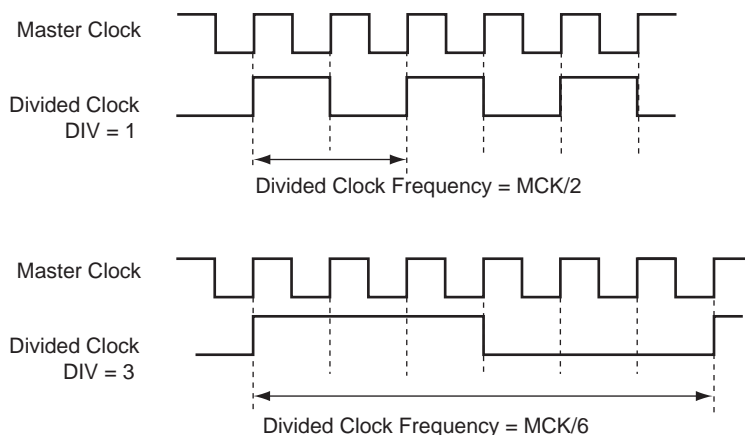 Master Clock
Divided Clock
DIV = 1
Divided Clock Frequency = MCK/2
Master Clock
Divided Clock
DIV = 3
Divided Clock Frequency = MCK/6